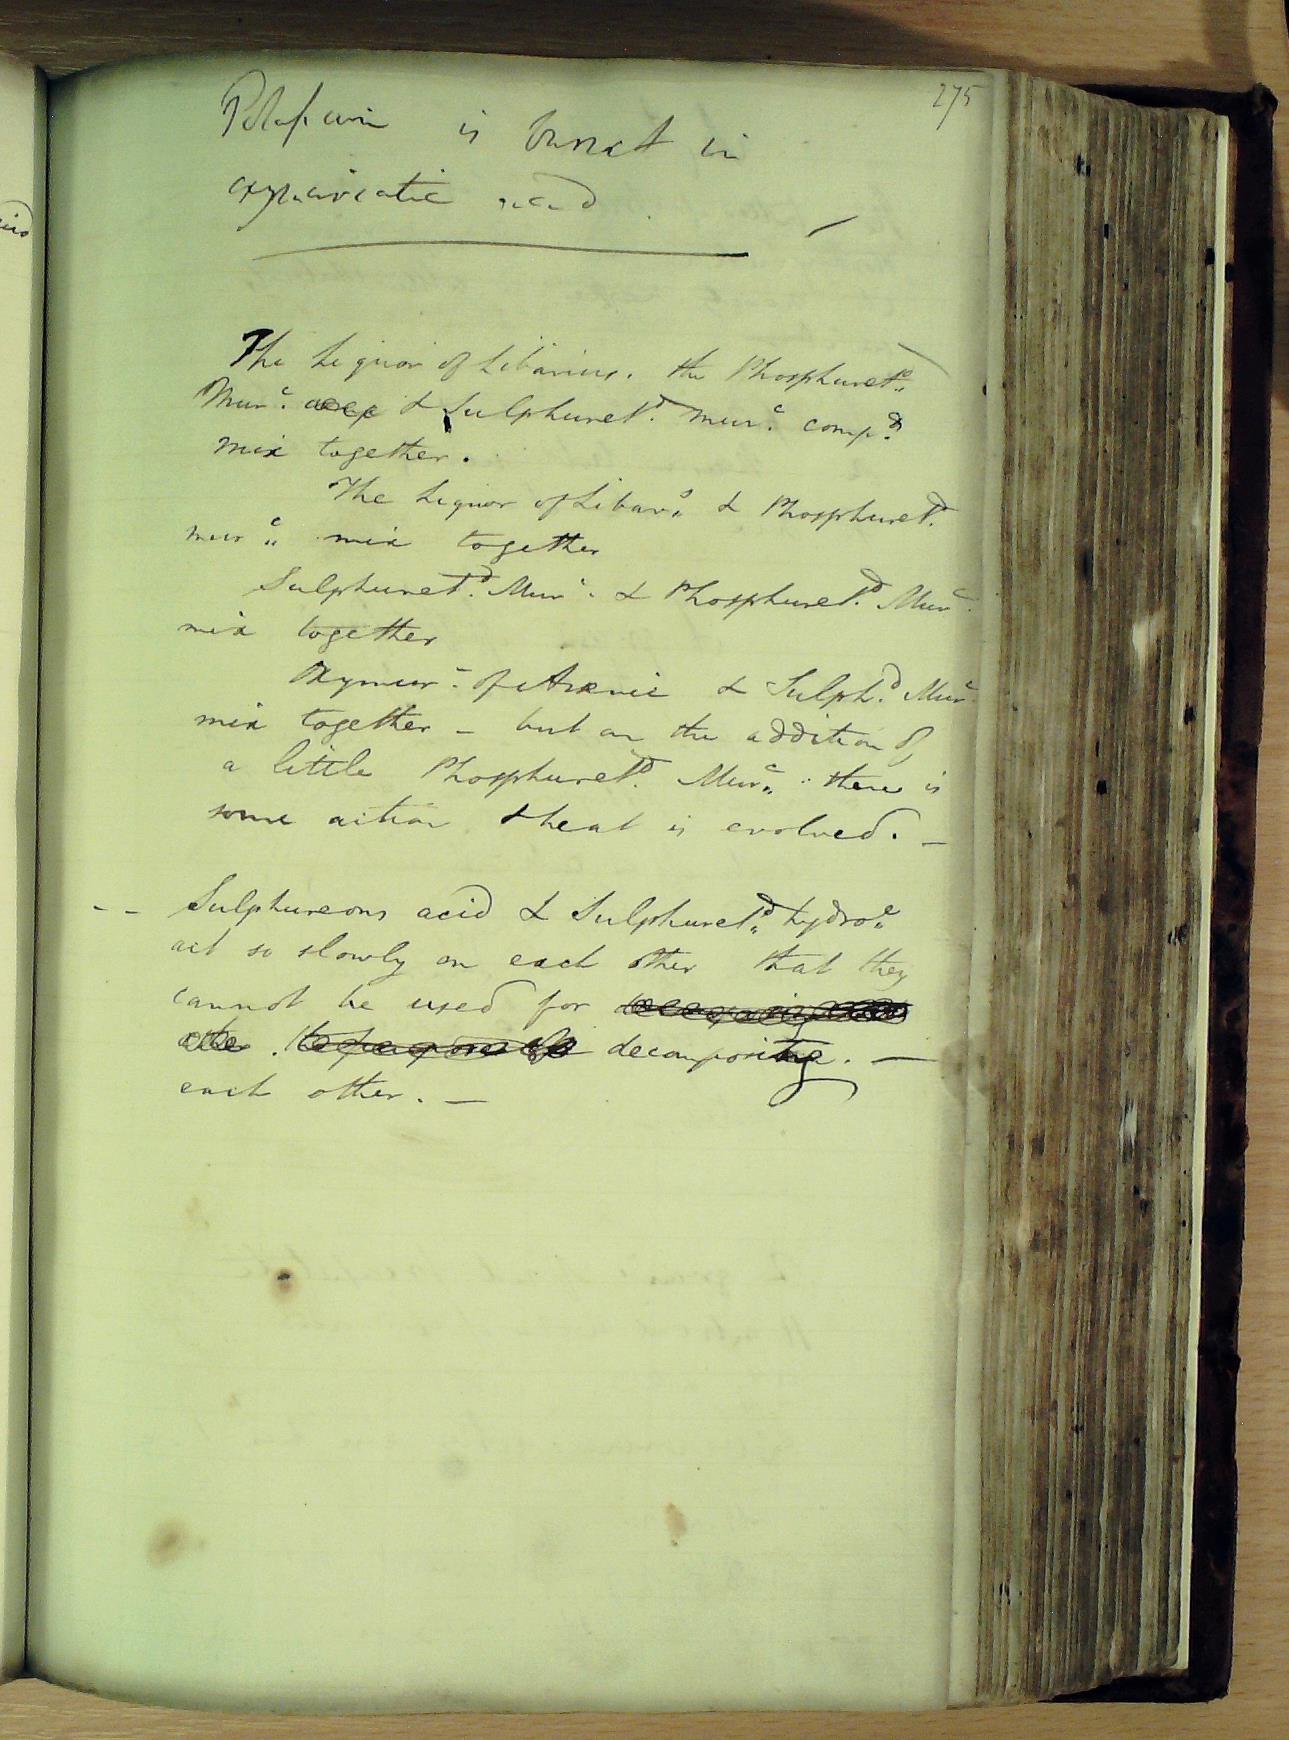 275
Potassium is burnt in
oxymuriatic acid.
The Liquor of Libavius. the Phosphuret.d
Mur.c & Sulphuret.d mur.c comp.d
mix together.
The Liquor of Libav.s & Phosphuret.d
mur.c mix together
Sulphuret.d Mur.c & Phosphuret.d Mur.c
mix together
Oxymur.c of Arsenic & Sulph.d Mur.c
mix together – but on the addition of
a little Phosphuret.d Mur.c there is
some action & heat is evolved. –
-- Sulphureous acid & Sulphuret.d hydro.e
act so slowly on each other that they
cannot be used for
decomposing. —
each other. –